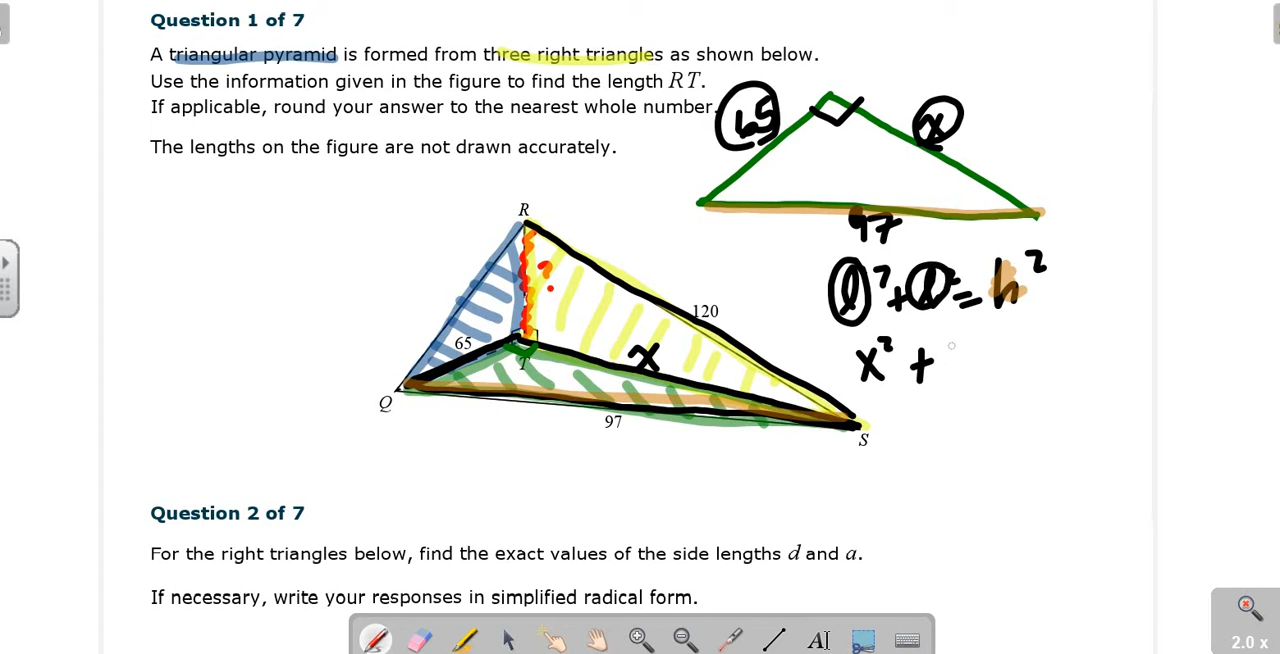 Question 1 of 7
A triangular pyramid is formed from three right triangles as shown below.
Use the information given in the figure to find the length RT.
If applicable, round your answer to the nearest whole number.
The lengths on the figure are not drawn accurately.
65
x
97
R
?
120
65
x
T
Q
97
S
l² + l² = h²
x² +
Question 2 of 7
For the right triangles below, find the exact values of the side lengths d and a.
If necessary, write your responses in simplified radical form.
AI
2.0 x